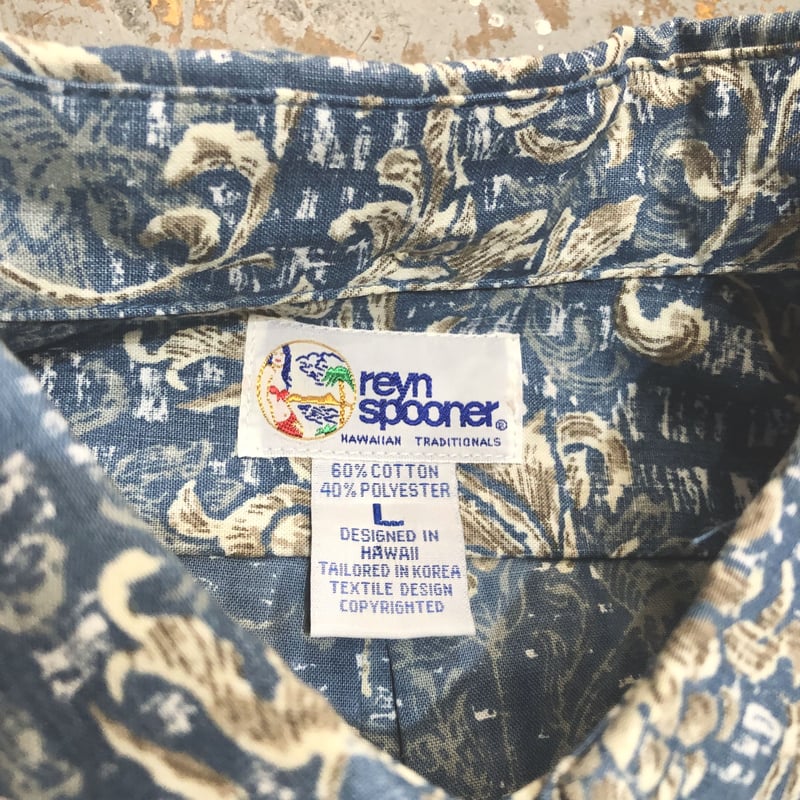 reyn
spooner®
HAWAIIAN TRADITIONALS
60% COTTON
40% POLYESTER
L
DESIGNED IN
HAWAII
TAILORED IN KOREA
TEXTILE DESIGN
COPYRIGHTED